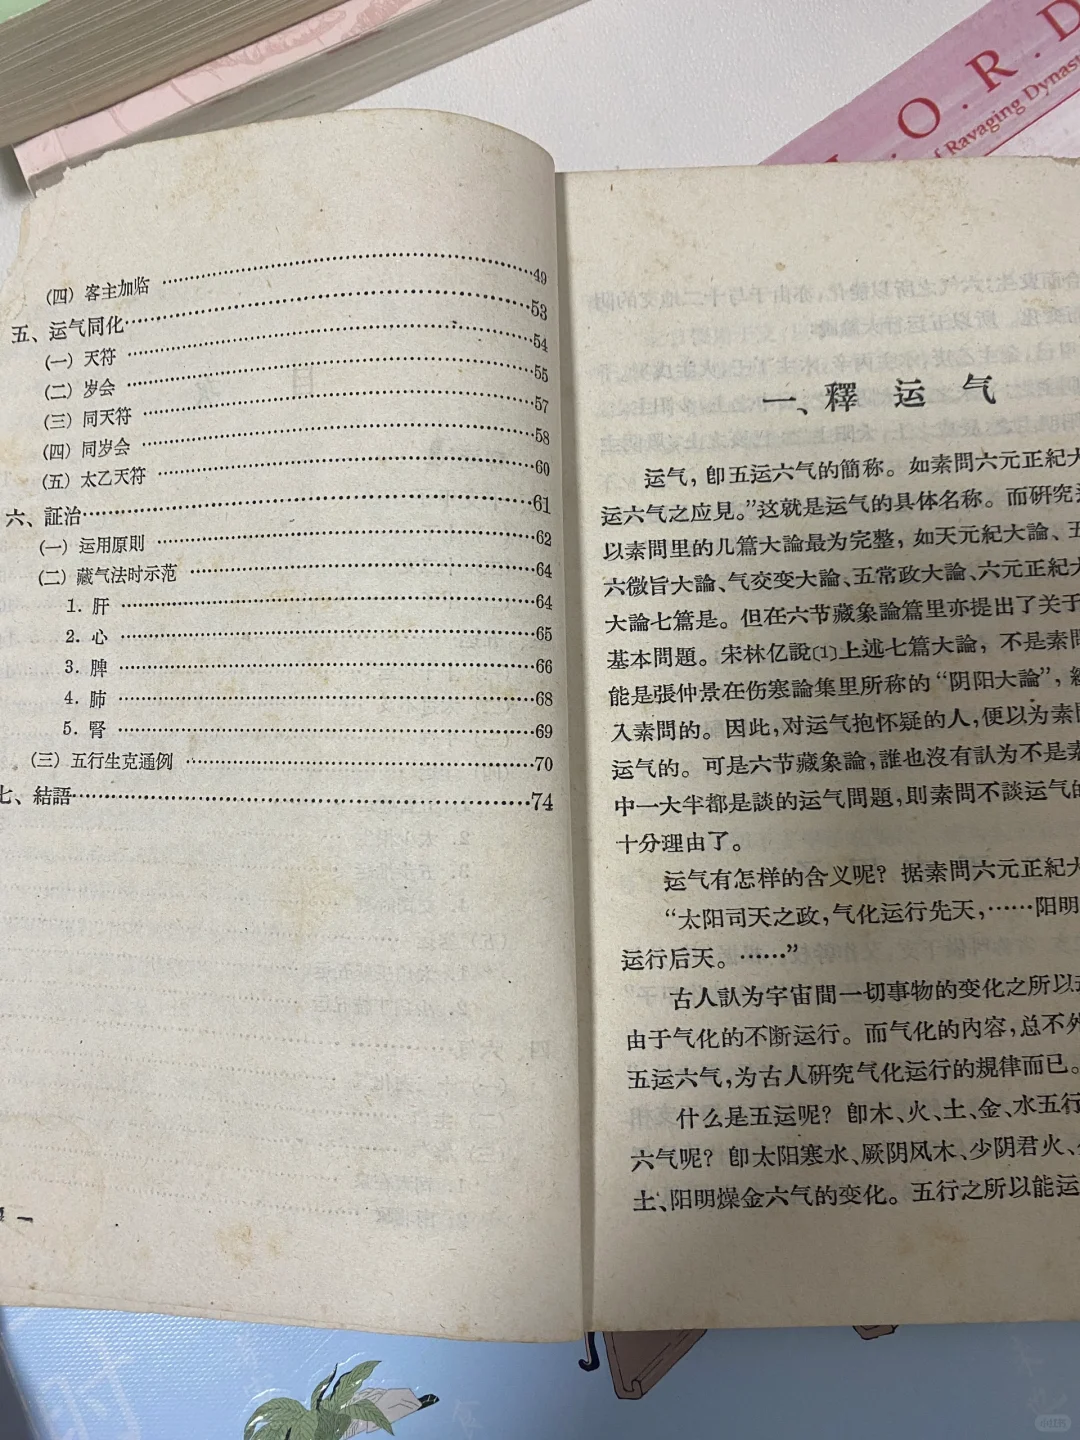 O.R.D
of Ravaging Dynas
(四) 客主加临 49
五、运气同化 53
(一) 天符 54
(二) 岁会 55
(三) 同天符 57
(四) 同岁会 58
(五) 太乙天符 60
六、証治 61
(一) 运用原則 62
(二) 藏气法时示范 64
1. 肝 64
2. 心 65
3. 脾 66
4. 肺 68
5. 腎 69
(三) 五行生克通例 70
七、結語 74
一、釋运气
运气，卽五运六气的簡称。如素問六元正紀大
运六气之应見。”这就是运气的具体名称。而研究
以素問里的几篇大論最为完整，如天元紀大論、五
六微旨大論、气交变大論、五常政大論、六元正紀大
大論七篇是。但在六节藏象論篇里亦提出了关于
基本問題。宋林亿說〔1〕上述七篇大論，不是素問
能是張仲景在伤寒論集里所称的“阴阳大論”，
入素問的。因此，对运气抱怀疑的人，便以为素問
运气的。可是六节藏象論，誰也沒有認为不是素
中一大半都是談的运气問題，則素問不談运气的
十分理由了。
运气有怎样的含义呢？据素問六元正紀大
“太阳司天之政，气化运行先天，……阳明
运行后天。……”
古人認为宇宙間一切事物的变化之所以
由于气化的不断运行。而气化的內容，总不外
五运六气，为古人研究气化运行的規律而已。
什么是五运呢？卽木、火、土、金、水五行
六气呢？卽太阳寒水、厥阴风木、少阴君火、
土、阳明燥金六气的变化。五行之所以能运
小红书